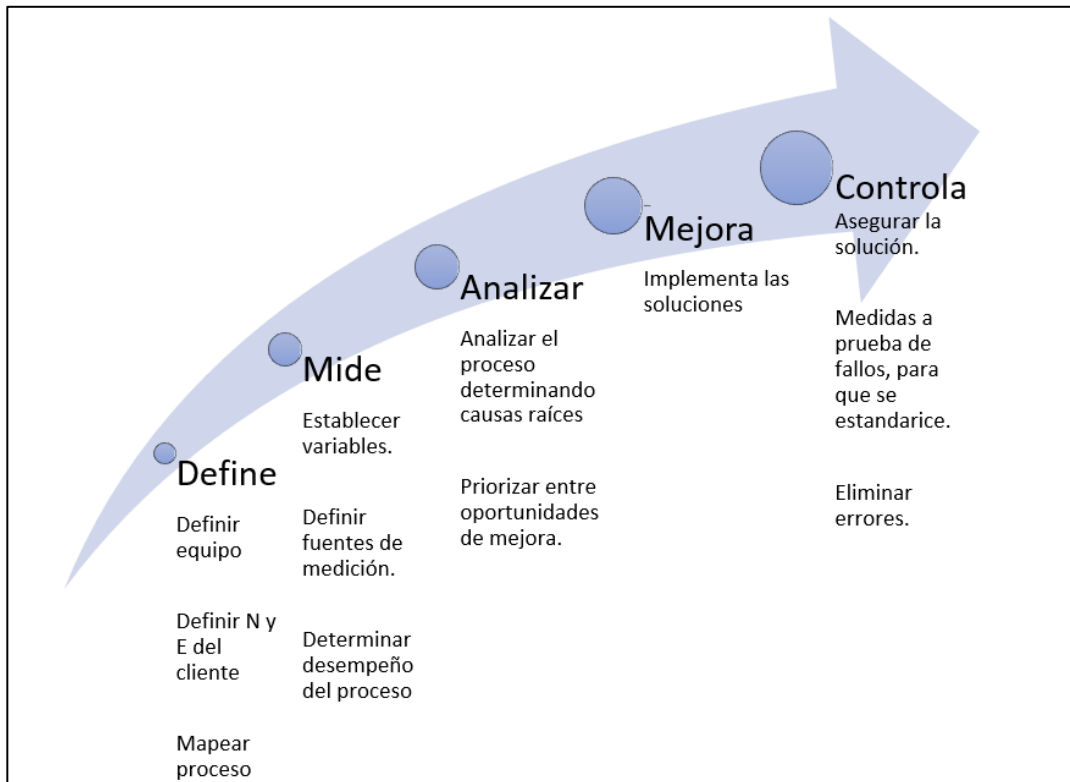 Define
Definir
equipo
Definir N y
E del
cliente
Mapear
proceso
Mide
Establecer
variables.
Definir
fuentes de
medición.
Determinar
desempeño
del proceso
Analizar
Analizar el
proceso
determinando
causas raíces
Priorizar entre
oportunidades
de mejora.
Mejora
Implementa las
soluciones
Controla
Asegurar la
solución.
Medidas a
prueba de
fallos, para
que se
estandarice.
Eliminar
errores.